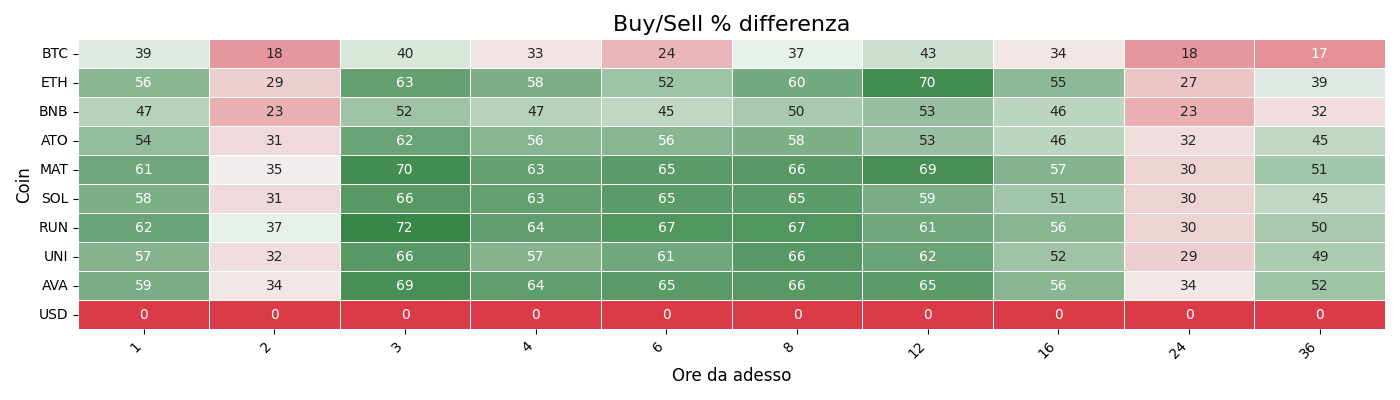 Buy/Sell % differenza
Coin
BTC 39 18 40 33 24 37 43 34 18 17
ETH 56 29 63 58 52 60 70 55 27 39
BNB 47 23 52 47 45 50 53 46 23 32
ATO 54 31 62 56 56 58 53 46 32 45
MAT 61 35 70 63 65 66 69 57 30 51
SOL 58 31 66 63 65 65 59 51 30 45
RUN 62 37 72 64 67 67 61 56 30 50
UNI 57 32 66 57 61 66 62 52 29 49
AVA 59 34 69 64 65 66 65 56 34 52
USD 0 0 0 0 0 0 0 0 0 0
1 2 3 4 6 8 12 16 24 36
Ore da adesso